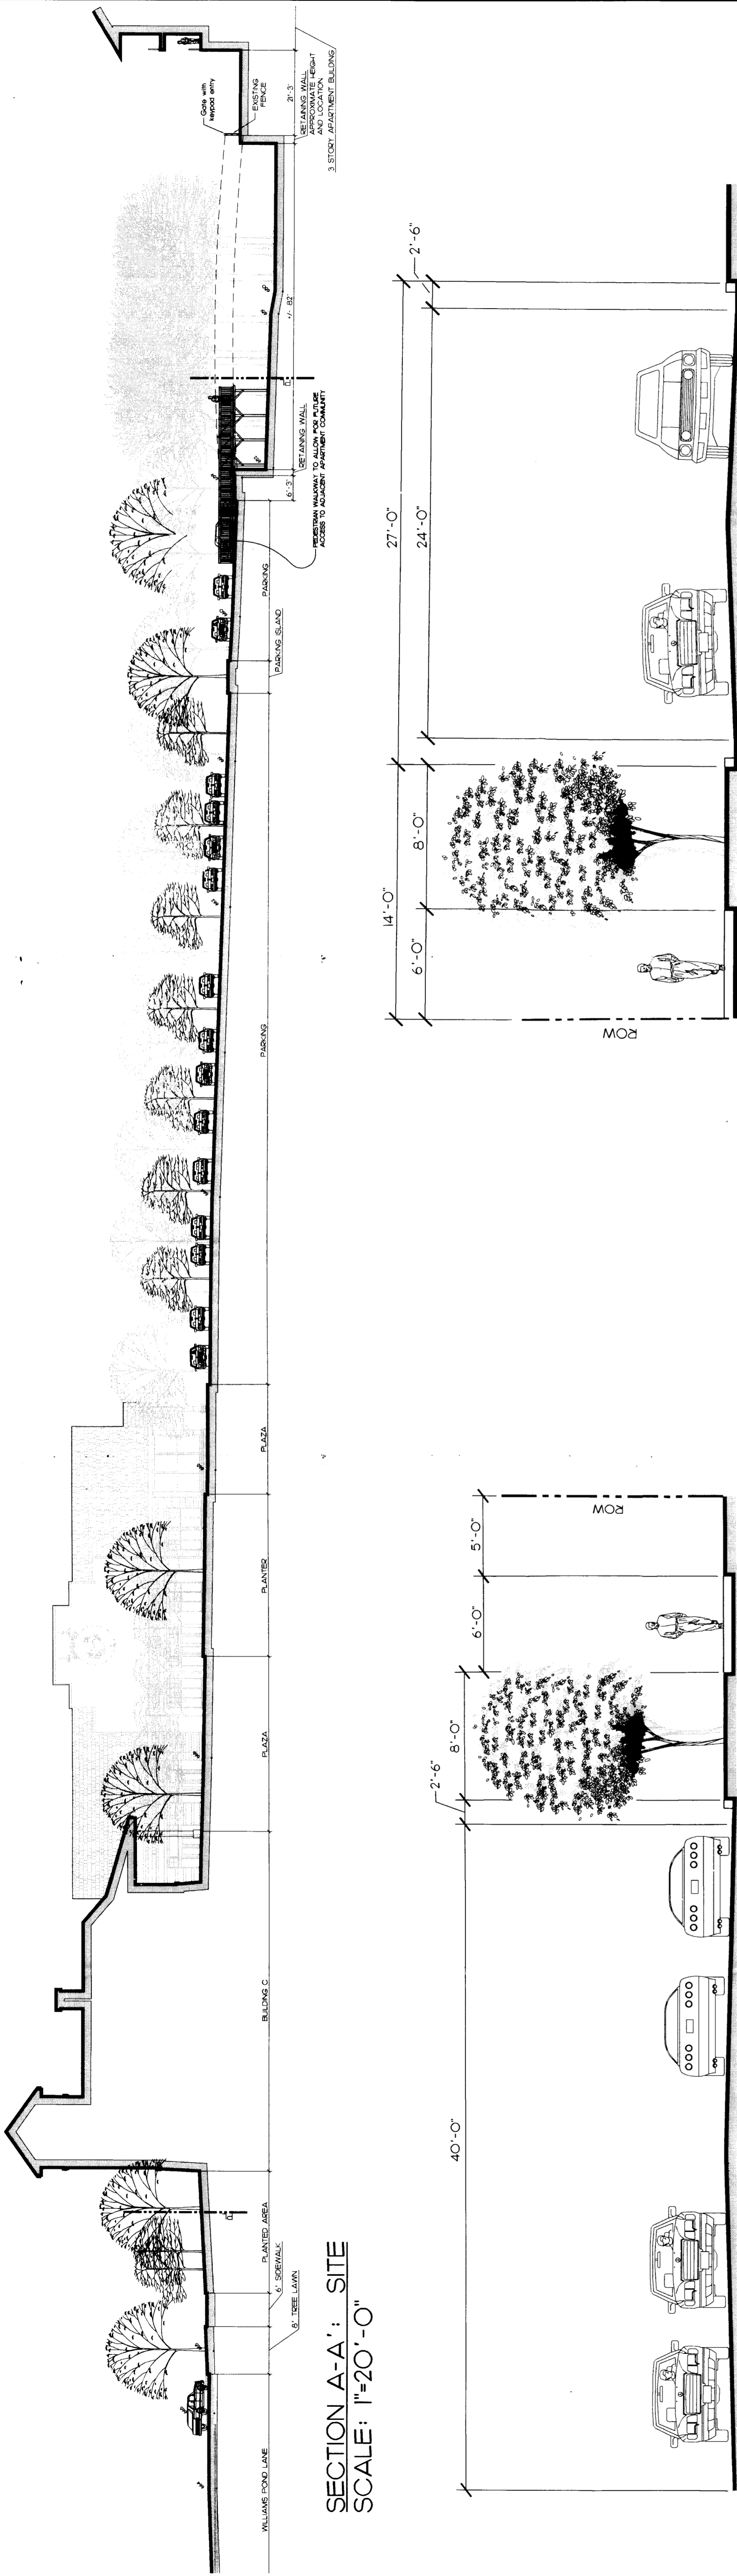 WILLIAMS POND LANE
8' TREE LAWN
6' SIDEWALK
PLANTED AREA
BUILDING C
PLAZA
PLANTER
PLAZA
PARKING
PARKING ISLAND
PARKING
6'-3"
RETAINING WALL
PEDESTRIAN WALKWAY TO ALLOW FOR FUTURE
ACCESS TO ADJACENT APARTMENT COMMUNITY
+/- 82'
Gate with
keypad entry
EXISTING
FENCE
21'-3"
RETAINING WALL
APPROXIMATE HEIGHT
AND LOCATION
3 STORY APARTMENT BUILDING
SECTION A-A': SITE
SCALE: 1"=20'-0"
40'-0"
2'-6"
8'-0"
6'-0"
5'-0"
ROW
ROW
14'-0"
6'-0"
8'-0"
27'-0"
24'-0"
2'-6"